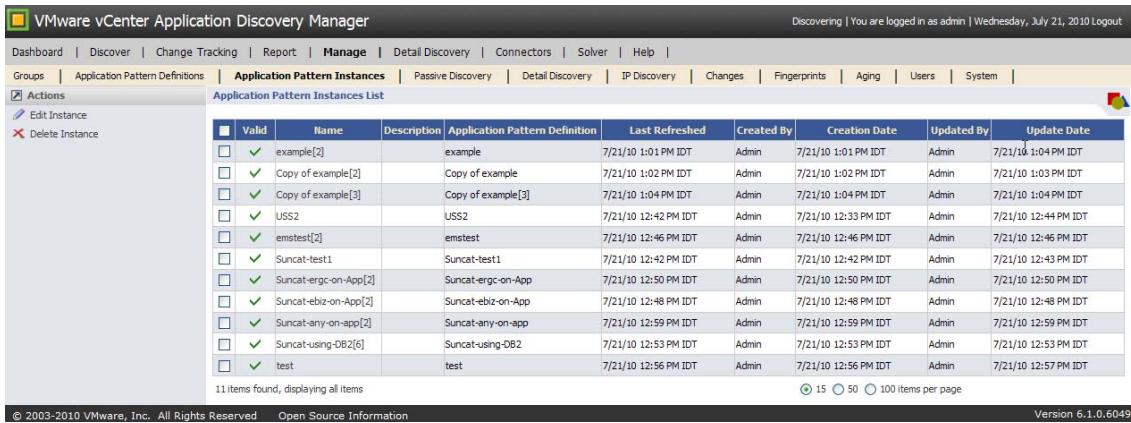 VMware vCenter Application Discovery Manager
Discovering | You are logged in as admin | Wednesday, July 21, 2010 Logout
Dashboard | Discover | Change Tracking | Report | Manage | Detail Discovery | Connectors | Solver | Help |
Groups | Application Pattern Definitions | Application Pattern Instances | Passive Discovery | Detail Discovery | IP Discovery | Changes | Fingerprints | Aging | Users | System |
Actions
Edit Instance
Delete Instance
Application Pattern Instances List
Valid Name Description Application Pattern Definition Last Refreshed Created By Creation Date Updated By Update Date
example[2] example 7/21/10 1:01 PM IDT Admin 7/21/10 1:01 PM IDT Admin 7/21/10 1:04 PM IDT
Copy of example[2] Copy of example 7/21/10 1:02 PM IDT Admin 7/21/10 1:02 PM IDT Admin 7/21/10 1:03 PM IDT
Copy of example[3] Copy of example[3] 7/21/10 1:04 PM IDT Admin 7/21/10 1:04 PM IDT Admin 7/21/10 1:04 PM IDT
USS2 USS2 7/21/10 12:42 PM IDT Admin 7/21/10 12:33 PM IDT Admin 7/21/10 12:44 PM IDT
emstest[2] emstest 7/21/10 12:46 PM IDT Admin 7/21/10 12:46 PM IDT Admin 7/21/10 12:46 PM IDT
Suncat-test1 Suncat-test1 7/21/10 12:42 PM IDT Admin 7/21/10 12:42 PM IDT Admin 7/21/10 12:43 PM IDT
Suncat-ergc-on-App[2] Suncat-ergc-on-App 7/21/10 12:50 PM IDT Admin 7/21/10 12:50 PM IDT Admin 7/21/10 12:50 PM IDT
Suncat-ebiz-on-App[2] Suncat-ebiz-on-App 7/21/10 12:48 PM IDT Admin 7/21/10 12:48 PM IDT Admin 7/21/10 12:48 PM IDT
Suncat-any-on-app[2] Suncat-any-on-app 7/21/10 12:59 PM IDT Admin 7/21/10 12:59 PM IDT Admin 7/21/10 12:59 PM IDT
Suncat-using-DB2[6] Suncat-using-DB2 7/21/10 12:53 PM IDT Admin 7/21/10 12:53 PM IDT Admin 7/21/10 12:53 PM IDT
test test 7/21/10 12:56 PM IDT Admin 7/21/10 12:56 PM IDT Admin 7/21/10 12:57 PM IDT
11 items found, displaying all items
15 50 100 items per page
© 2003-2010 VMware, Inc. All Rights Reserved Open Source Information
Version 6.1.0.6049